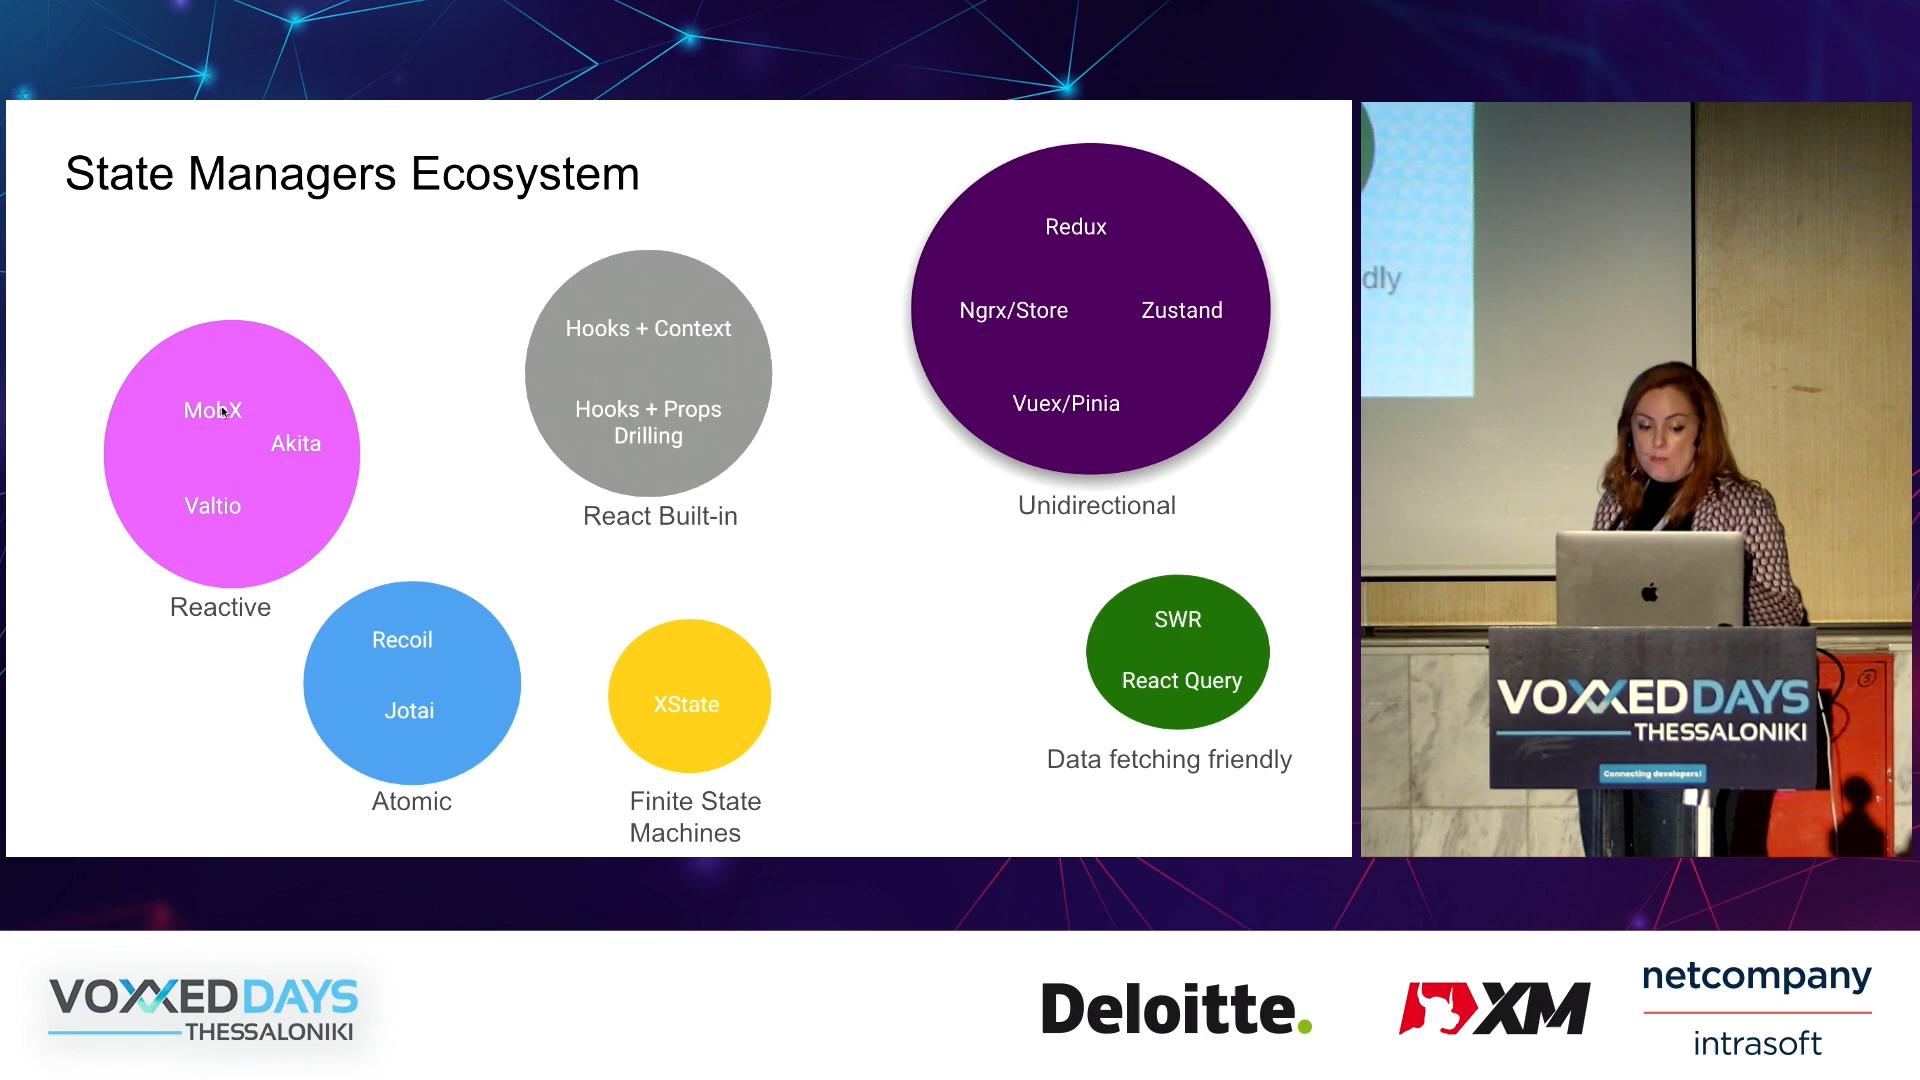 State Managers Ecosystem
Redux
Ngrx/Store
Zustand
Vuex/Pinia
Unidirectional
Hooks + Context
Hooks + Props
Drilling
React Built-in
MobX
Akita
Valtio
Reactive
Recoil
Jotai
Atomic
XState
Finite State
Machines
SWR
React Query
Data fetching friendly
dly
VOXXED DAYS
THESSALONIKI
Connecting developers!
VOXXED DAYS
THESSALONIKI
Deloitte.
XM
netcompany
intrasoft